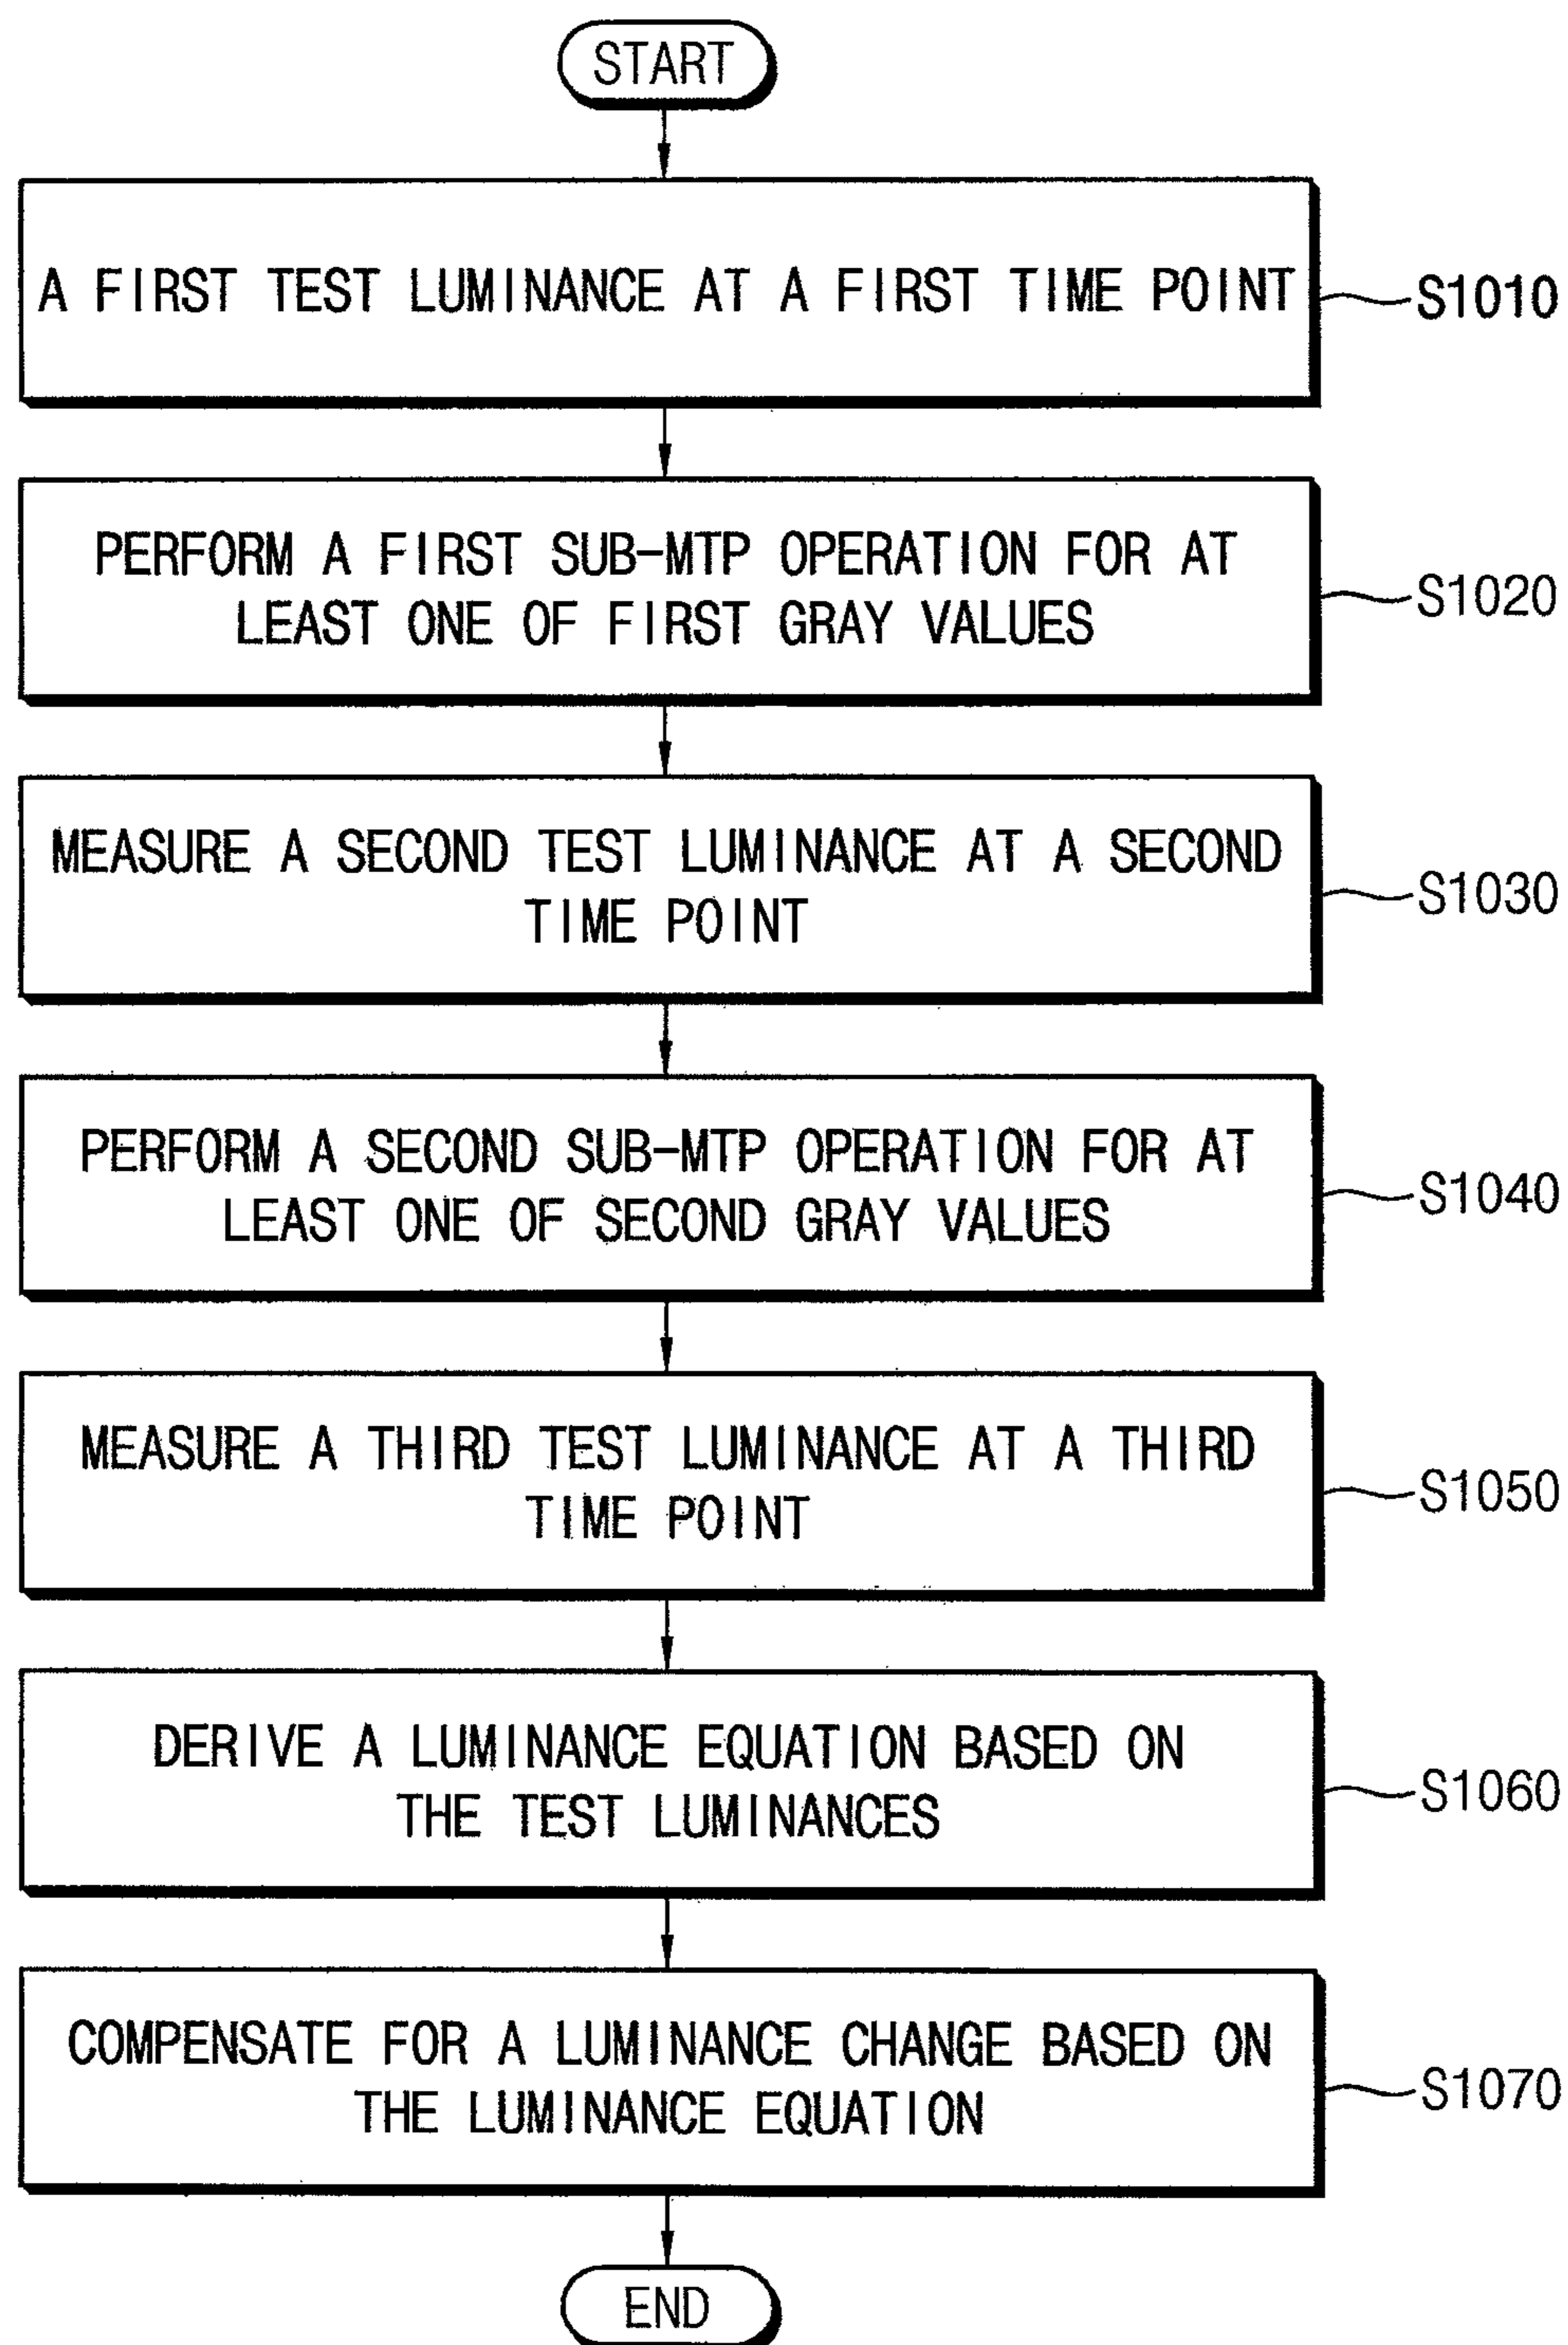 START
A FIRST TEST LUMINANCE AT A FIRST TIME POINT
S1010
PERFORM A FIRST SUB-MTP OPERATION FOR AT
LEAST ONE OF FIRST GRAY VALUES
S1020
MEASURE A SECOND TEST LUMINANCE AT A SECOND
TIME POINT
S1030
PERFORM A SECOND SUB-MTP OPERATION FOR AT
LEAST ONE OF SECOND GRAY VALUES
S1040
MEASURE A THIRD TEST LUMINANCE AT A THIRD
TIME POINT
S1050
DERIVE A LUMINANCE EQUATION BASED ON
THE TEST LUMINANCES
S1060
COMPENSATE FOR A LUMINANCE CHANGE BASED ON
THE LUMINANCE EQUATION
S1070
END